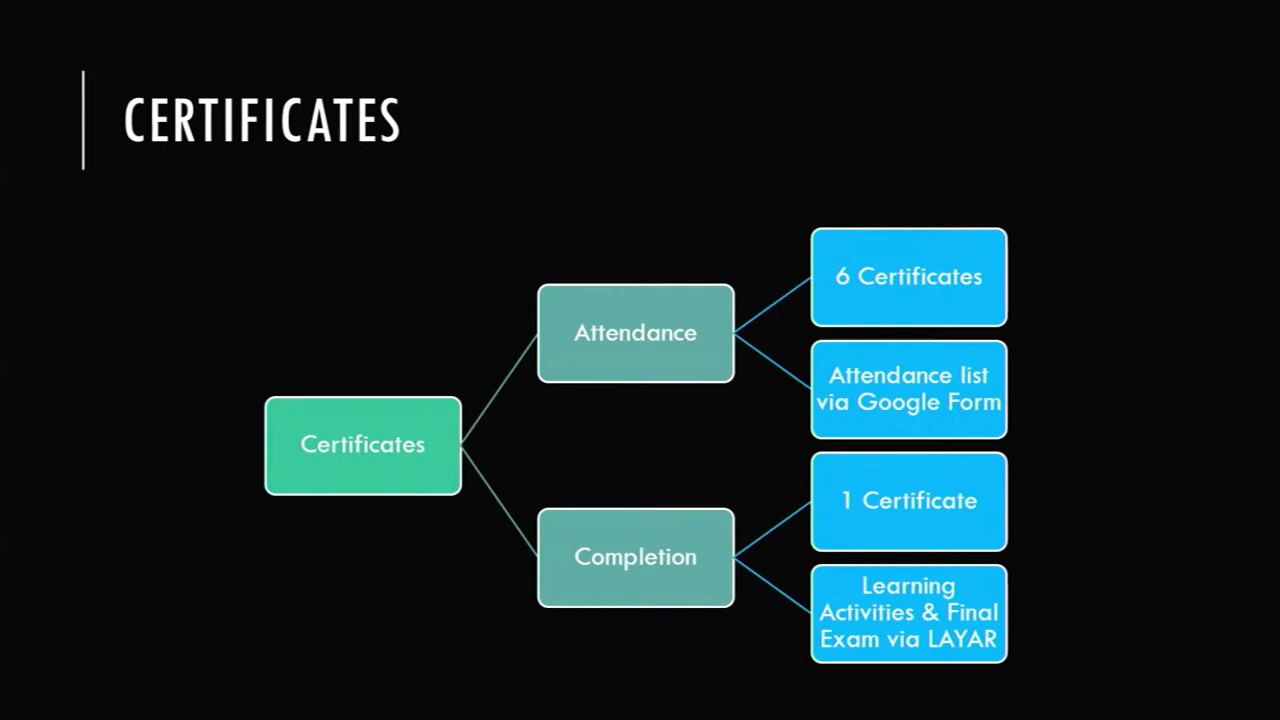 CERTIFICATES
Certificates
Attendance
6 Certificates
Attendance list
via Google Form
Completion
1 Certificate
Learning
Activities & Final
Exam via LAYAR